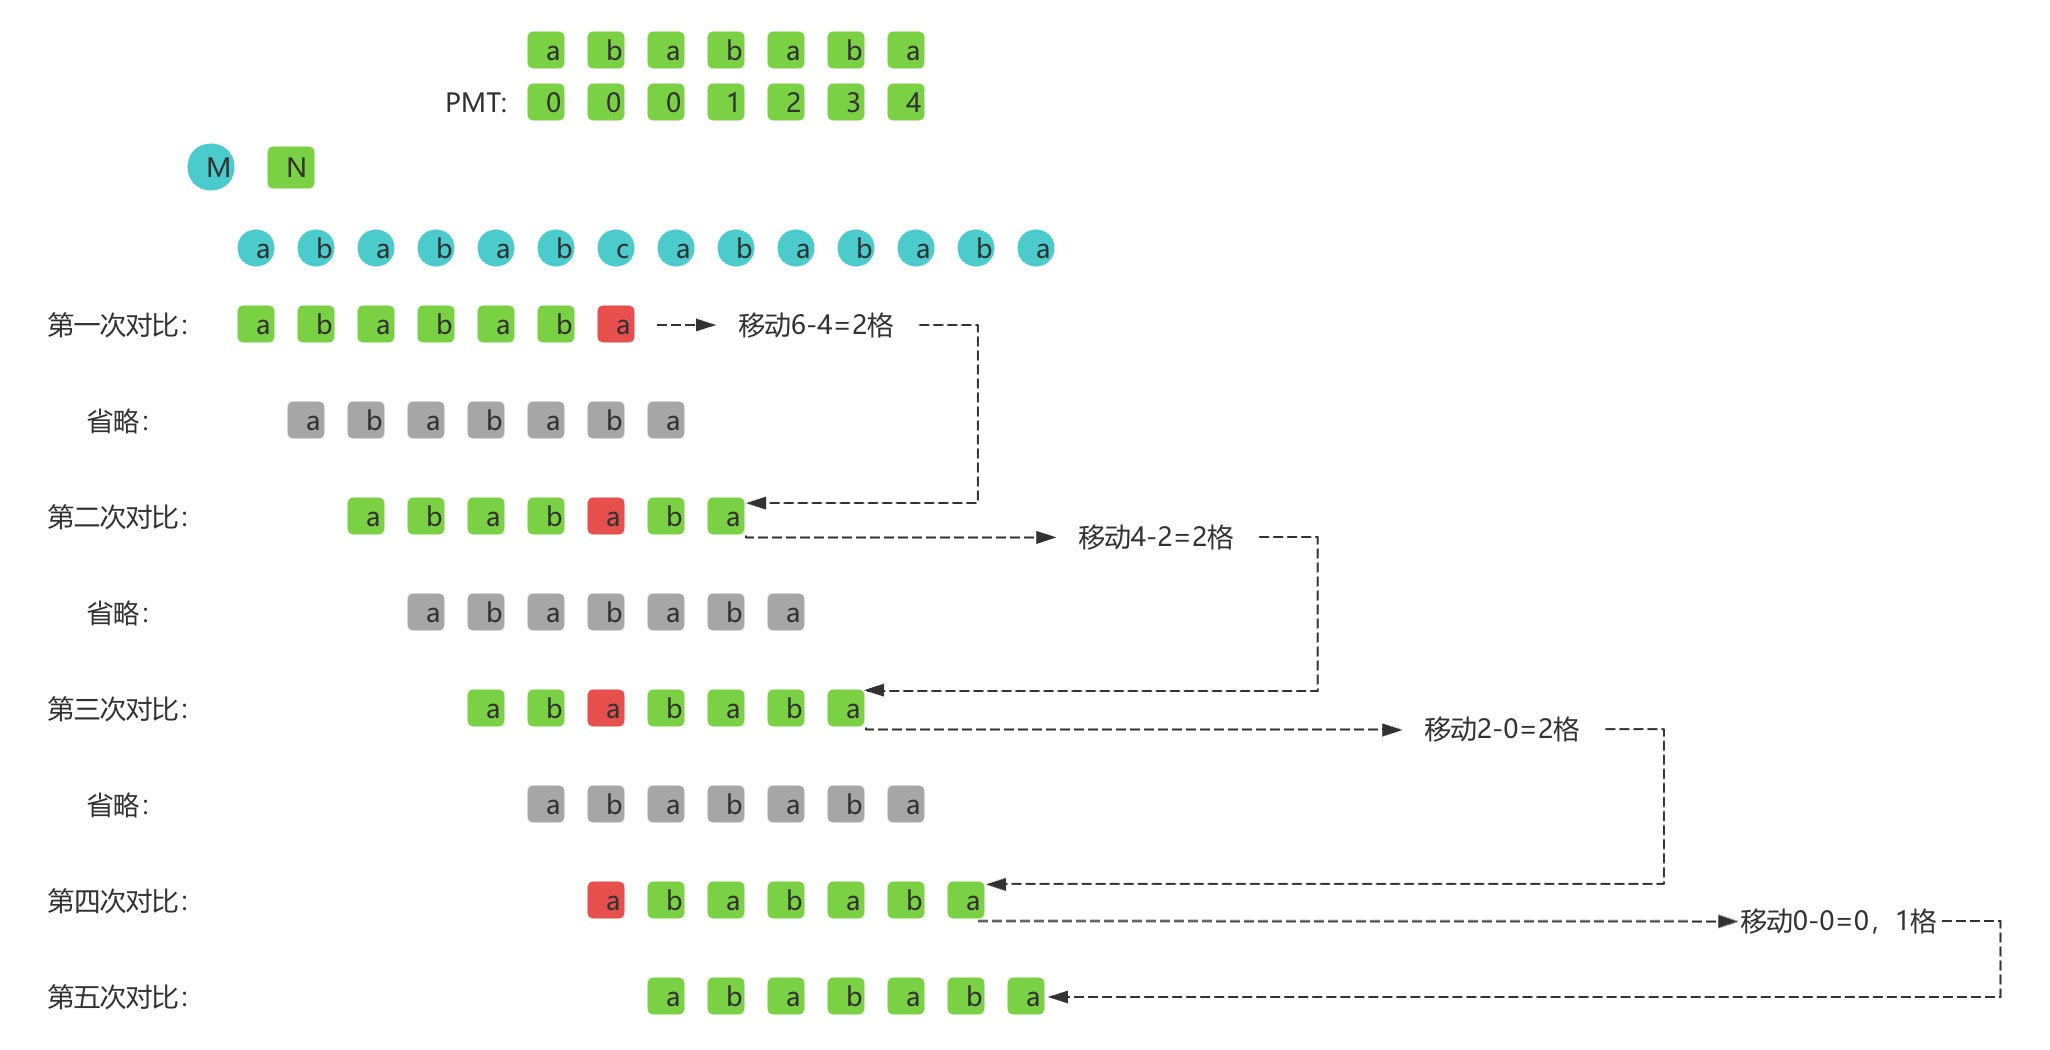 a b a b a b a
PMT: 0 0 0 1 2 3 4
M N
a b a b a b c a b a b a b a
第一次对比： a b a b a b a 移动6-4=2格
省略： a b a b a b a
第二次对比： a b a b a b a
移动4-2=2格
省略： a b a b a b a
第三次对比： a b a b a b a
移动2-0=2格
省略： a b a b a b a
第四次对比： a b a b a b a
移动0-0=0，1格
第五次对比： a b a b a b a